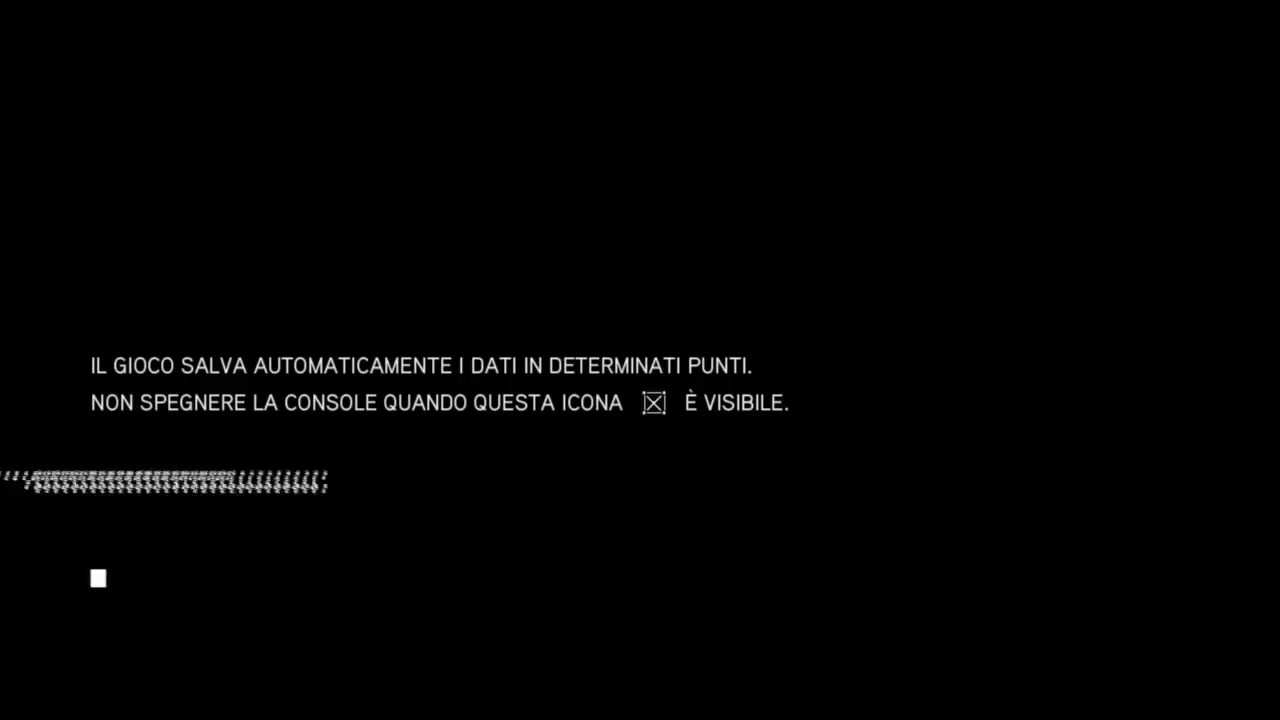 IL GIOCO SALVA AUTOMATICAMENTE I DATI IN DETERMINATI PUNTI.
NON SPEGNERE LA CONSOLE QUANDO QUESTA ICONA È VISIBILE.